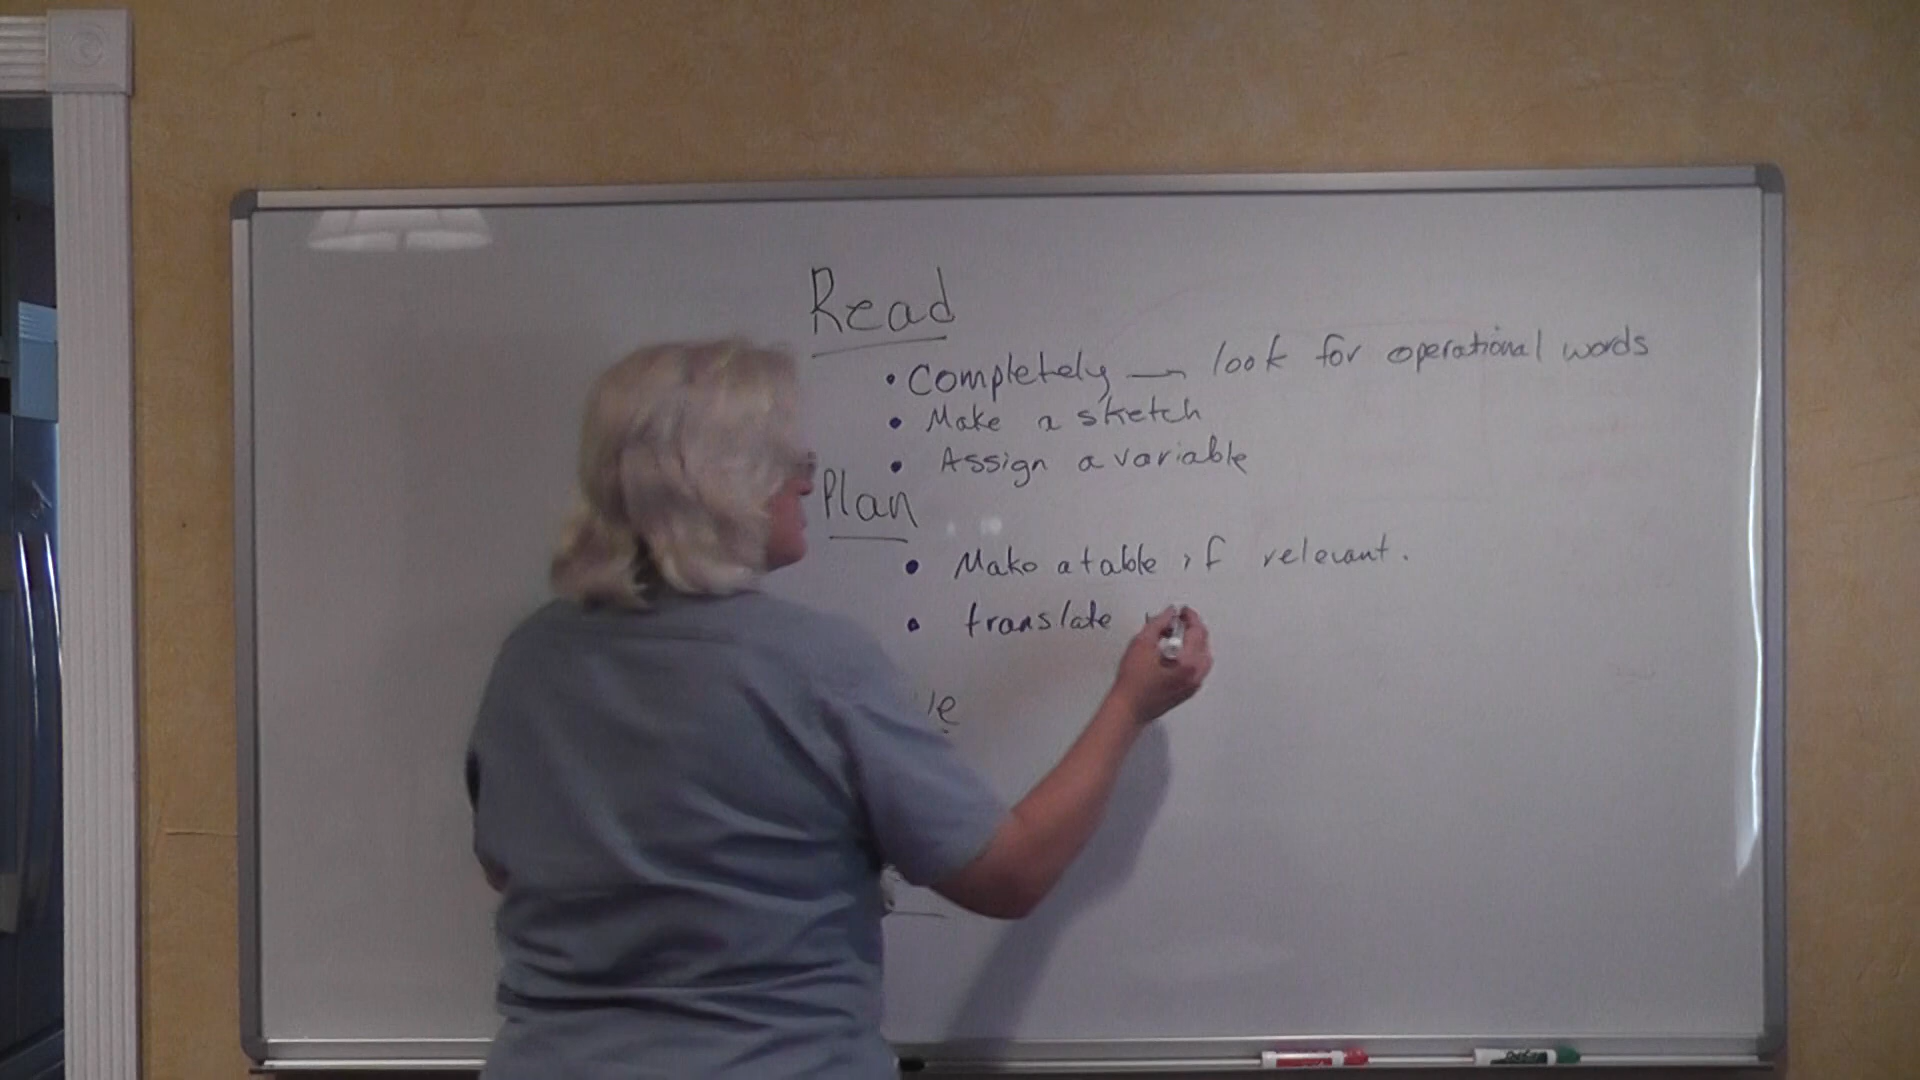 Read
• Completely — look for operational words
• Make a sketch
• Assign a variable
Plan
• Make a table if relevant.
• translate